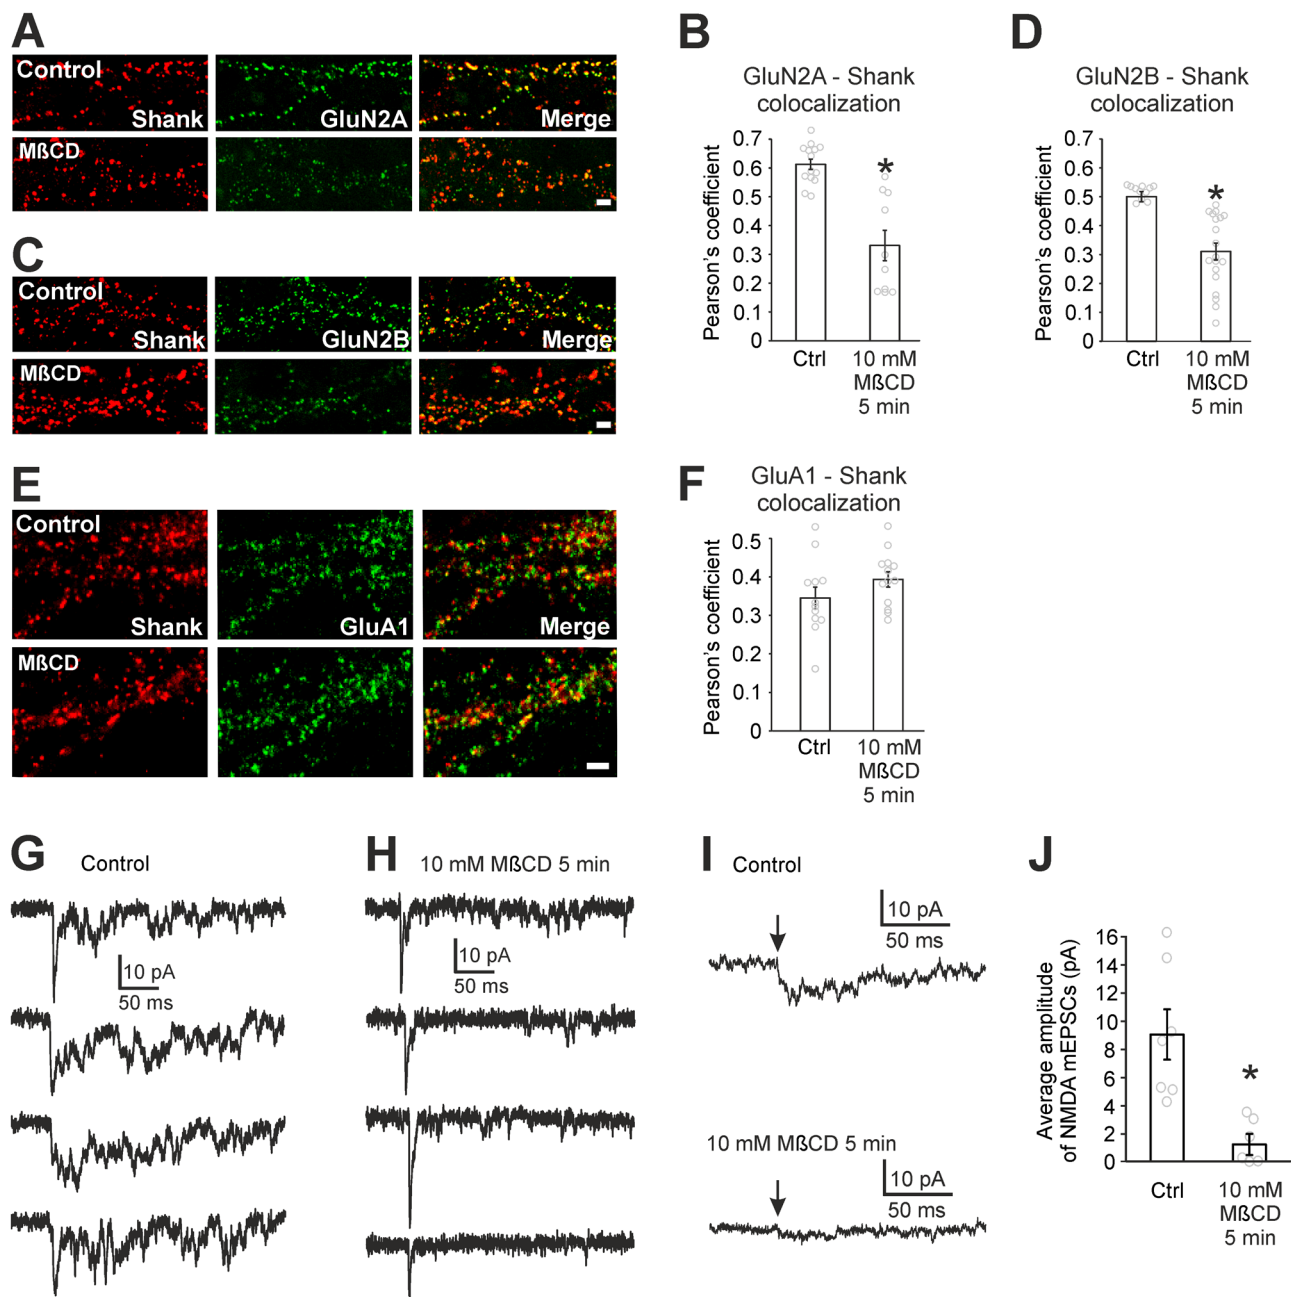 A
Control
Shank
GluN2A
Merge
MßCD
B
GluN2A - Shank
colocalization
Pearson's coefficient
0.7
0.6
0.5
0.4
0.3
0.2
0.1
0
*
Ctrl
10 mM
MßCD
5 min
C
Control
Shank
GluN2B
Merge
MßCD
D
GluN2B - Shank
colocalization
Pearson's coefficient
0.7
0.6
0.5
0.4
0.3
0.2
0.1
0
*
Ctrl
10 mM
MßCD
5 min
E
Control
Shank
GluA1
Merge
MßCD
F
GluA1 - Shank
colocalization
Pearson's coefficient
0.5
0.4
0.3
0.2
0.1
0
Ctrl
10 mM
MßCD
5 min
G
Control
10 pA
50 ms
H
10 mM MßCD 5 min
10 pA
50 ms
I
Control
10 pA
50 ms
10 mM MßCD 5 min
10 pA
50 ms
J
Average amplitude
of NMDA mEPSCs (pA)
16
14
12
10
8
6
4
2
0
*
Ctrl
10 mM
MßCD
5 min